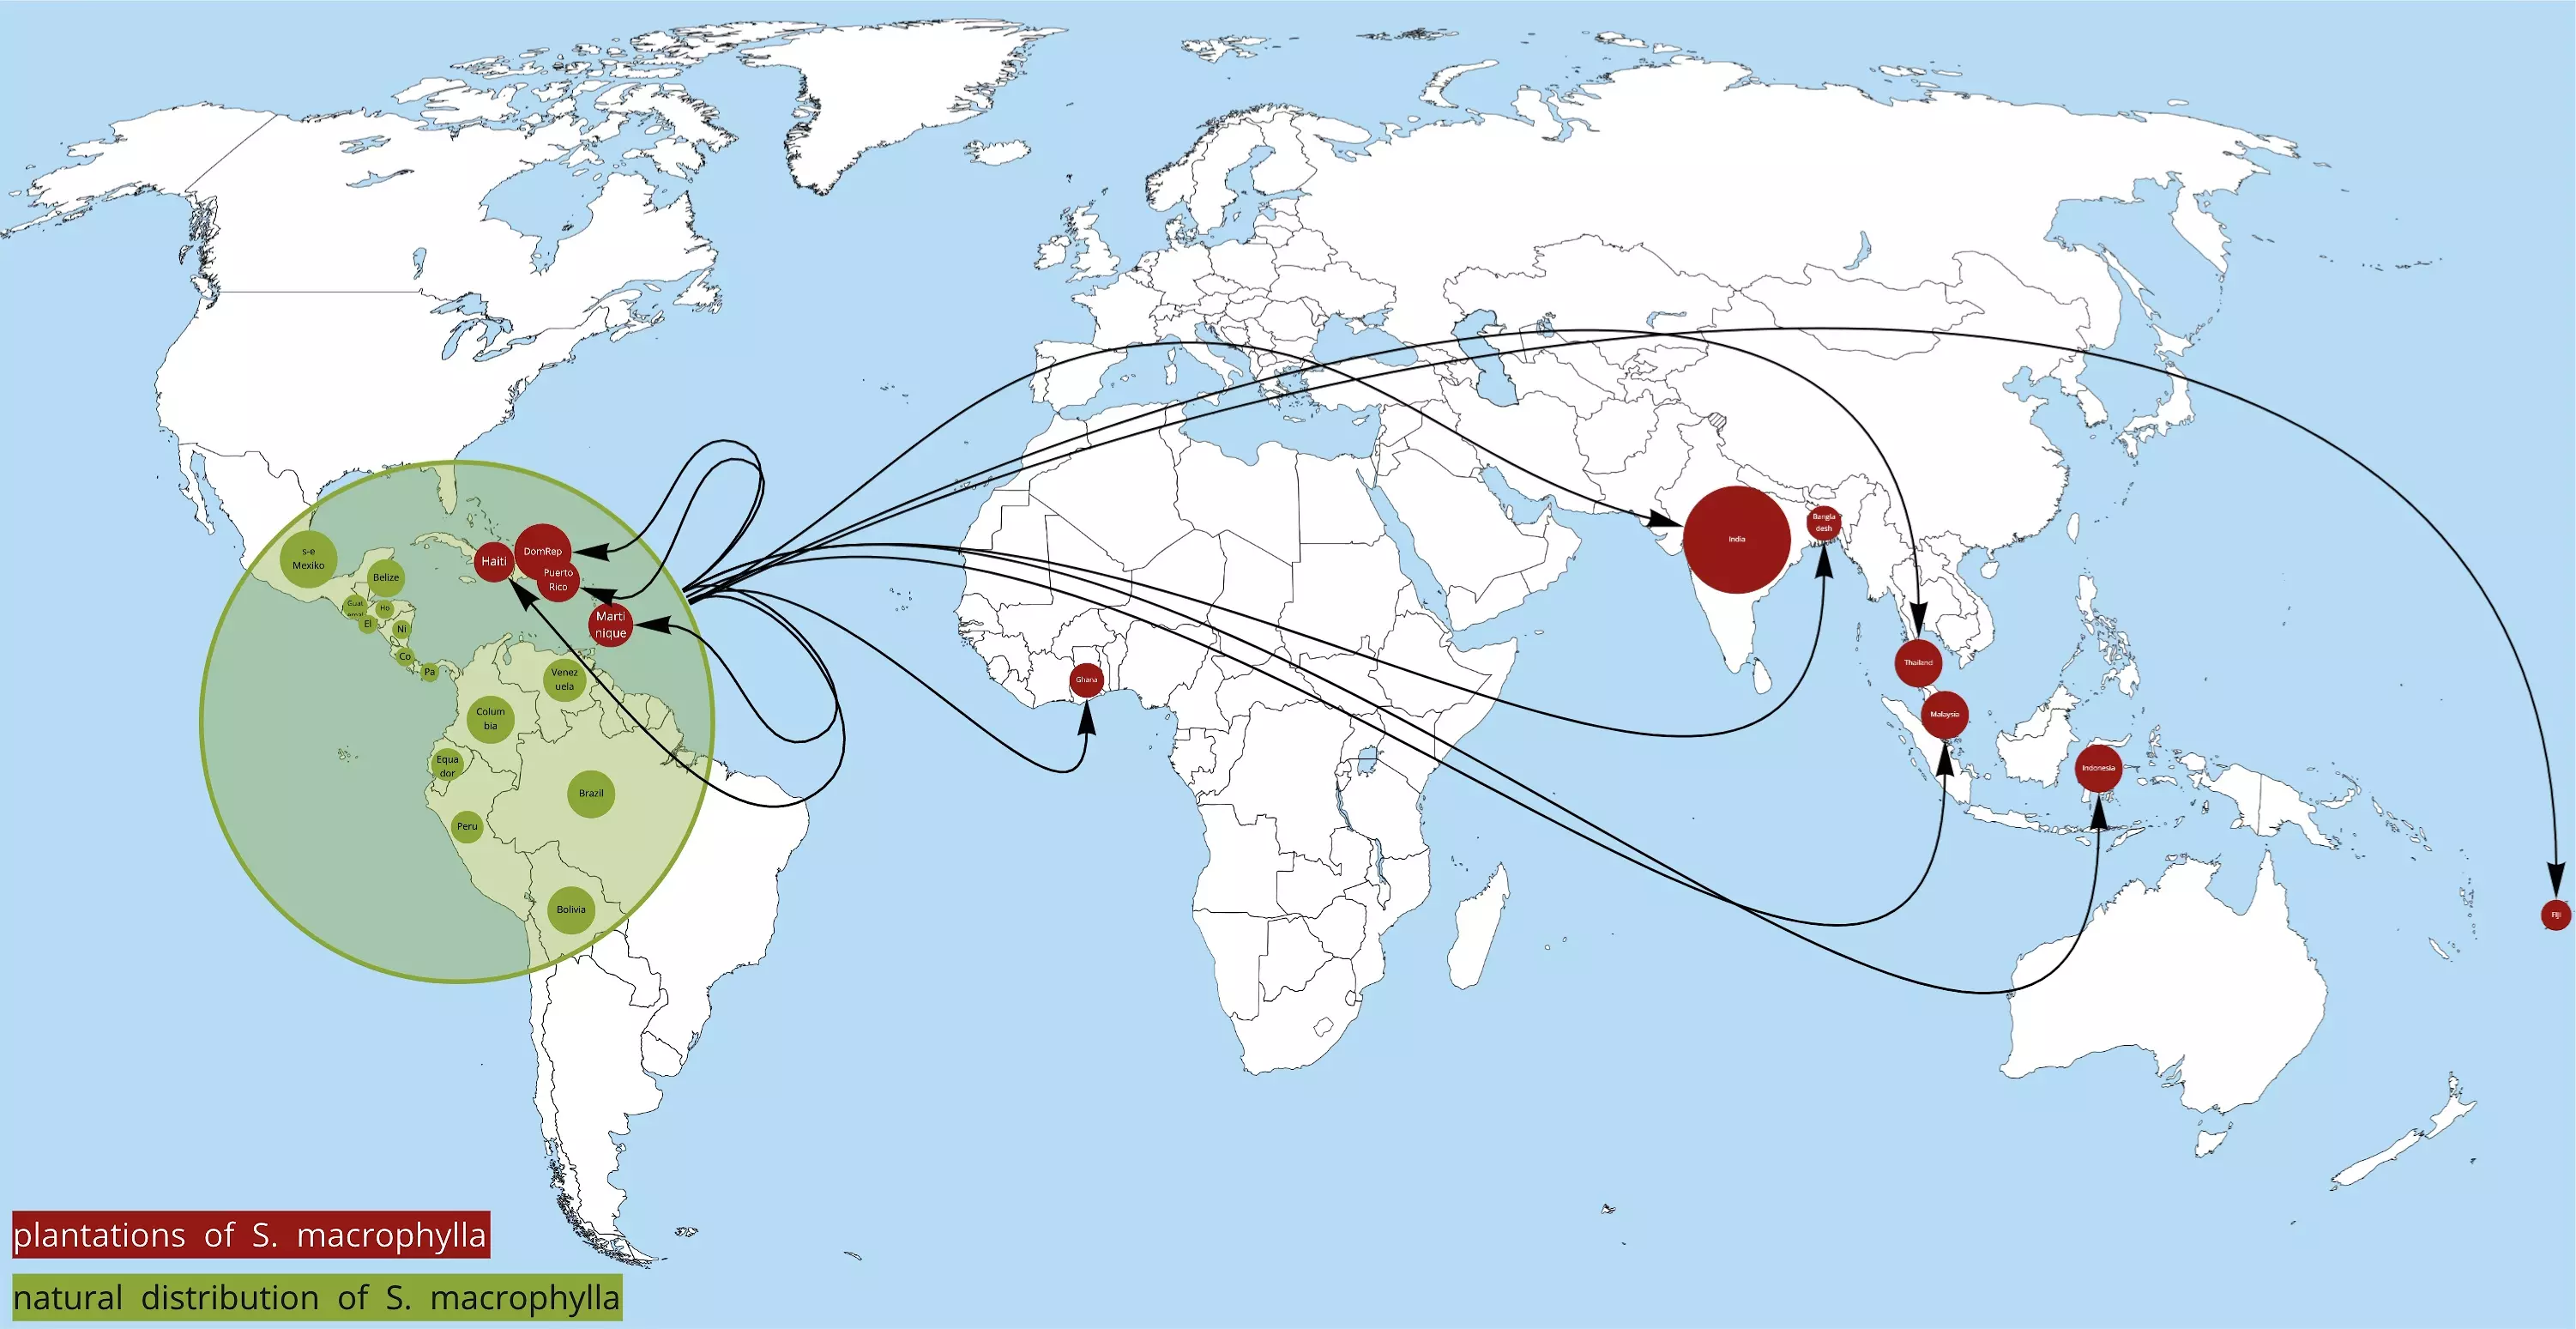 s-e
Mexiko
Belize
Guat
Ho
El
Ni
Co
Pa
Haiti
DomRep
Puerto
Rico
Marti
nique
Venez
uela
Colum
bia
Equa
dor
Brazil
Peru
Bolivia
Ghana
India
Bangla
desh
Thailand
Malaysia
Indonesia
Fiji
plantations of S. macrophylla
natural distribution of S. macrophylla